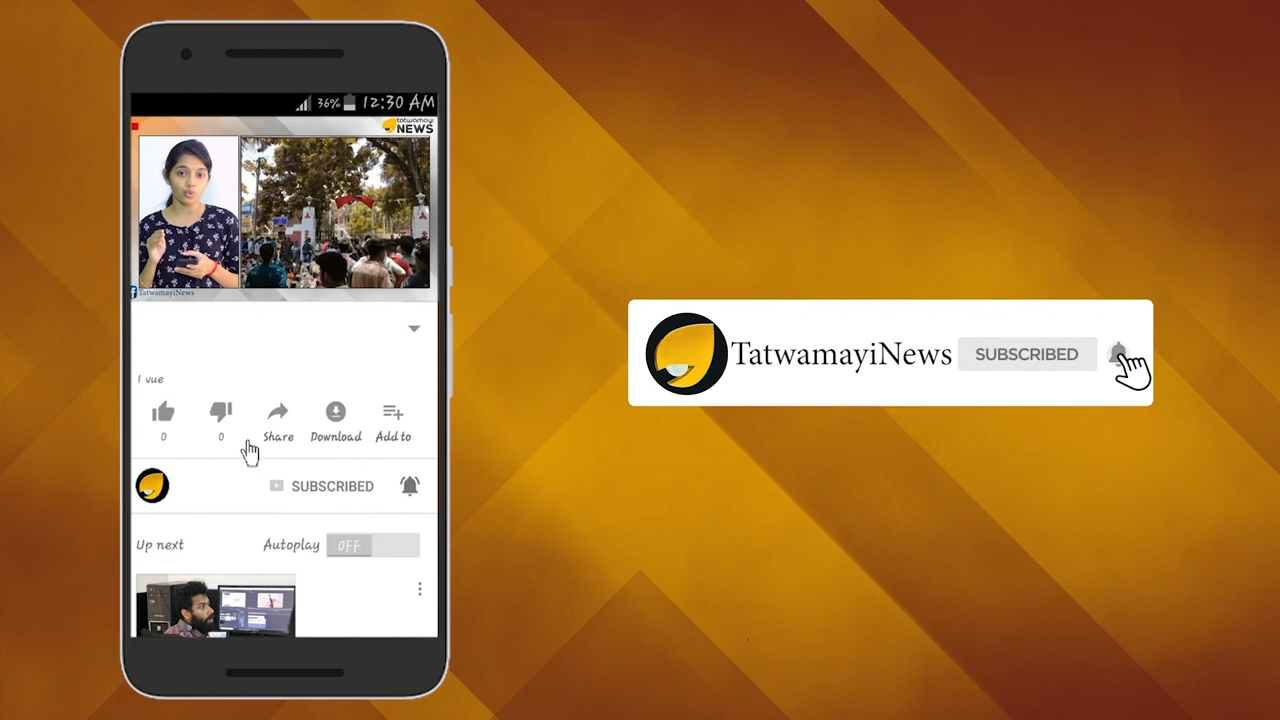 36% 12:30 AM
tatwamayi
NEWS
TatwamayiNews
1 vue
0 0 Share Download Add to
SUBSCRIBED
Up next Autoplay OFF
TatwamayiNews SUBSCRIBED